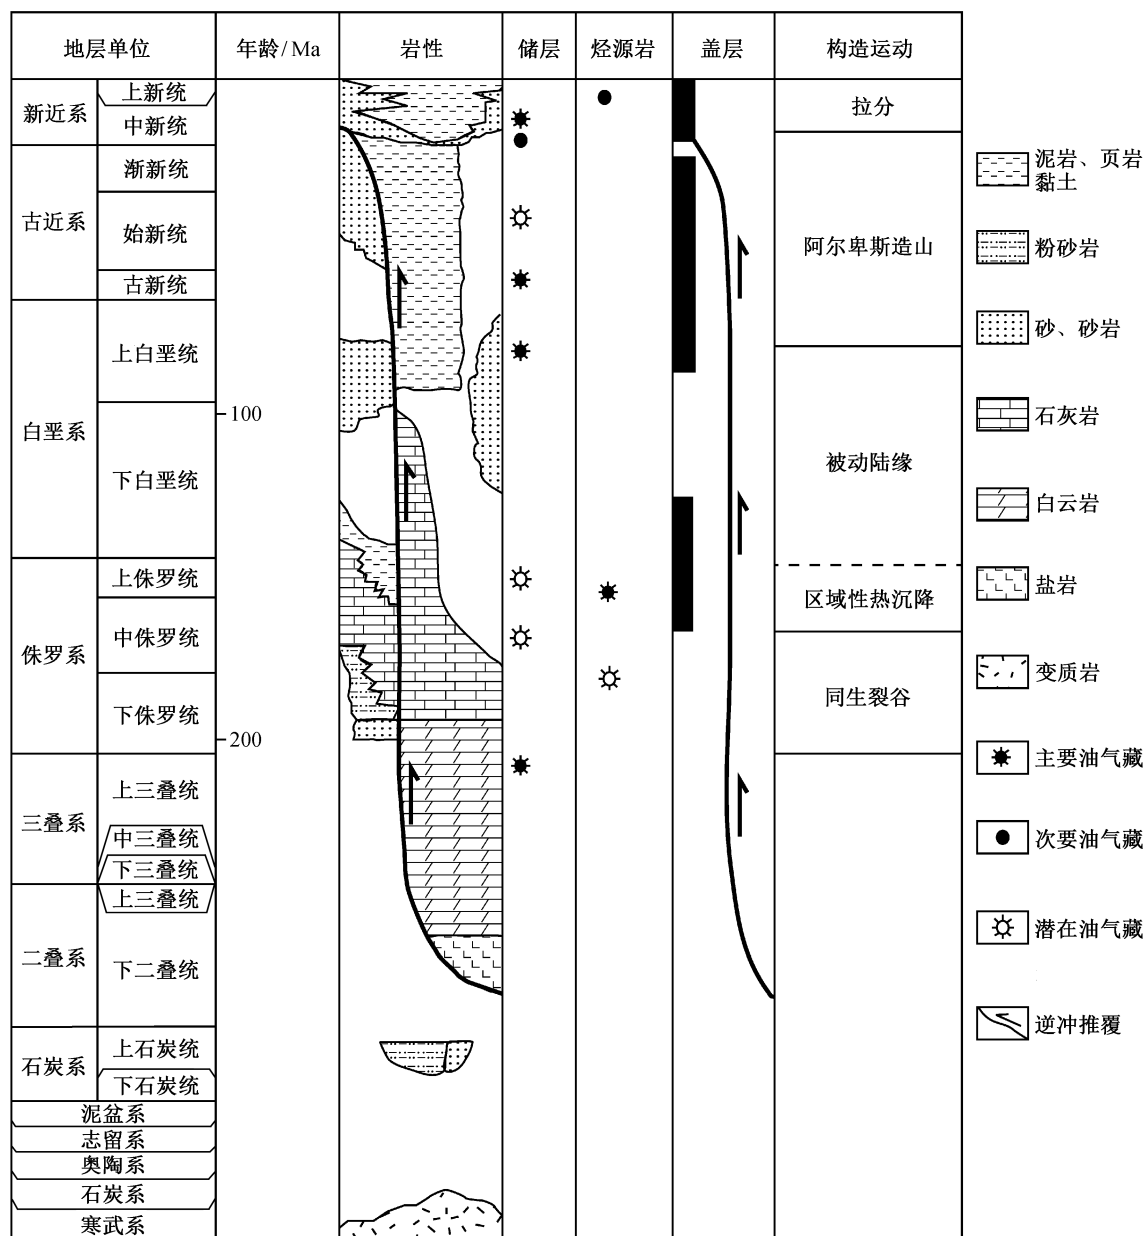 地层单位 年龄/Ma 岩性 储层 烃源岩 盖层 构造运动
新近系
上新统
中新统
古近系
渐新统
始新统
古新统
白垩系
上白垩统
下白垩统
侏罗系
上侏罗统
中侏罗统
下侏罗统
三叠系
上三叠统
中三叠统
下三叠统
二叠系
上三叠统
下二叠统
石炭系
上石炭统
下石炭统
泥盆系
志留系
奥陶系
石炭系
寒武系
100
200
拉分
阿尔卑斯造山
被动陆缘
区域性热沉降
同生裂谷
泥岩、页岩
黏土
粉砂岩
砂、砂岩
石灰岩
白云岩
盐岩
变质岩
主要油气藏
次要油气藏
潜在油气藏
逆冲推覆